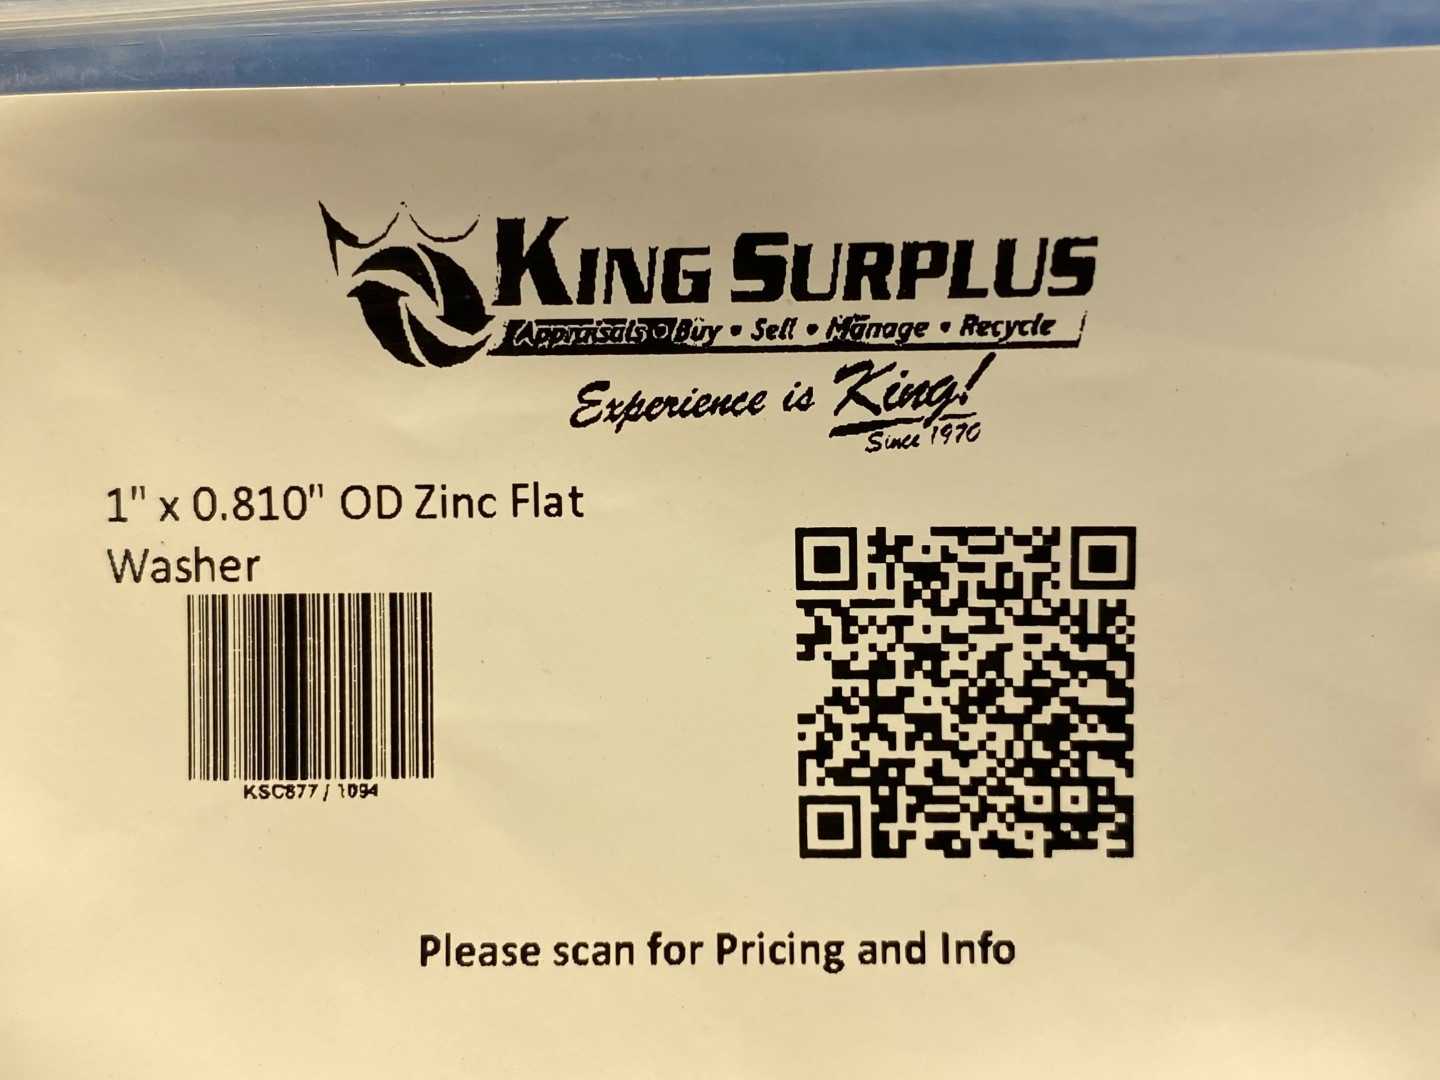 KING SURPLUS
Appraisals • Buy • Sell • Manage • Recycle
Experience is King!
Since 1970
1" x 0.810" OD Zinc Flat
Washer
KSC877 / 1094
Please scan for Pricing and Info